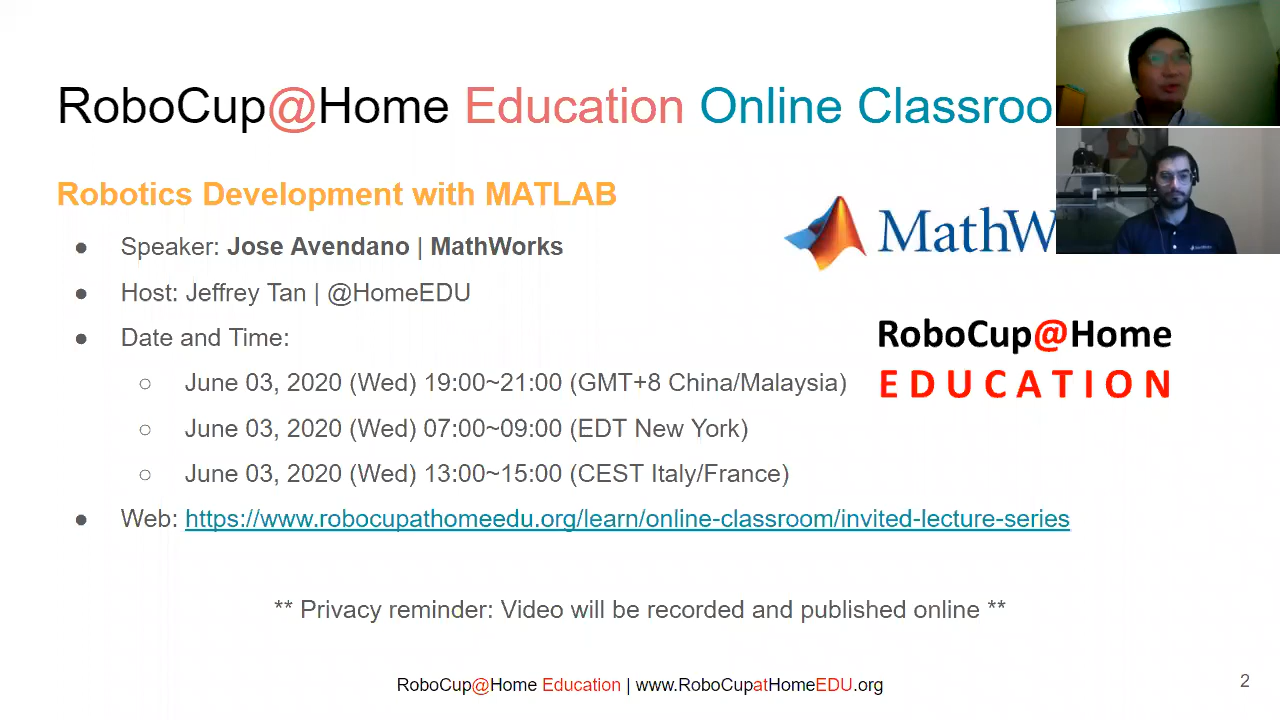 RoboCup@Home Education Online Classroo
Robotics Development with MATLAB
● Speaker: Jose Avendano | MathWorks
● Host: Jeffrey Tan | @HomeEDU
● Date and Time:
○ June 03, 2020 (Wed) 19:00~21:00 (GMT+8 China/Malaysia)
○ June 03, 2020 (Wed) 07:00~09:00 (EDT New York)
○ June 03, 2020 (Wed) 13:00~15:00 (CEST Italy/France)
● Web: https://www.robocupathomeedu.org/learn/online-classroom/invited-lecture-series
MathW
RoboCup@Home
EDUCATION
** Privacy reminder: Video will be recorded and published online **
RoboCup@Home Education | www.RoboCupatHomeEDU.org
2